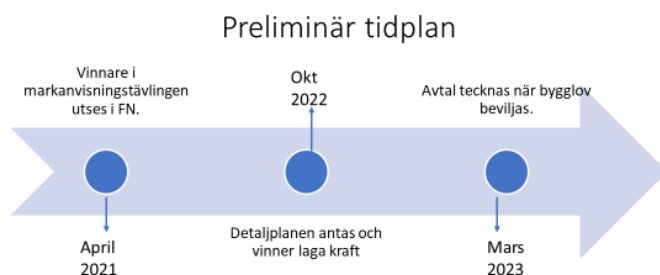 Preliminär tidplan
Vinnare i
markanvisningstävlingen
utses i FN.
April
2021
Okt
2022
Detaljplanen antas och
vinner laga kraft
Avtal tecknas när bygglov
beviljas.
Mars
2023